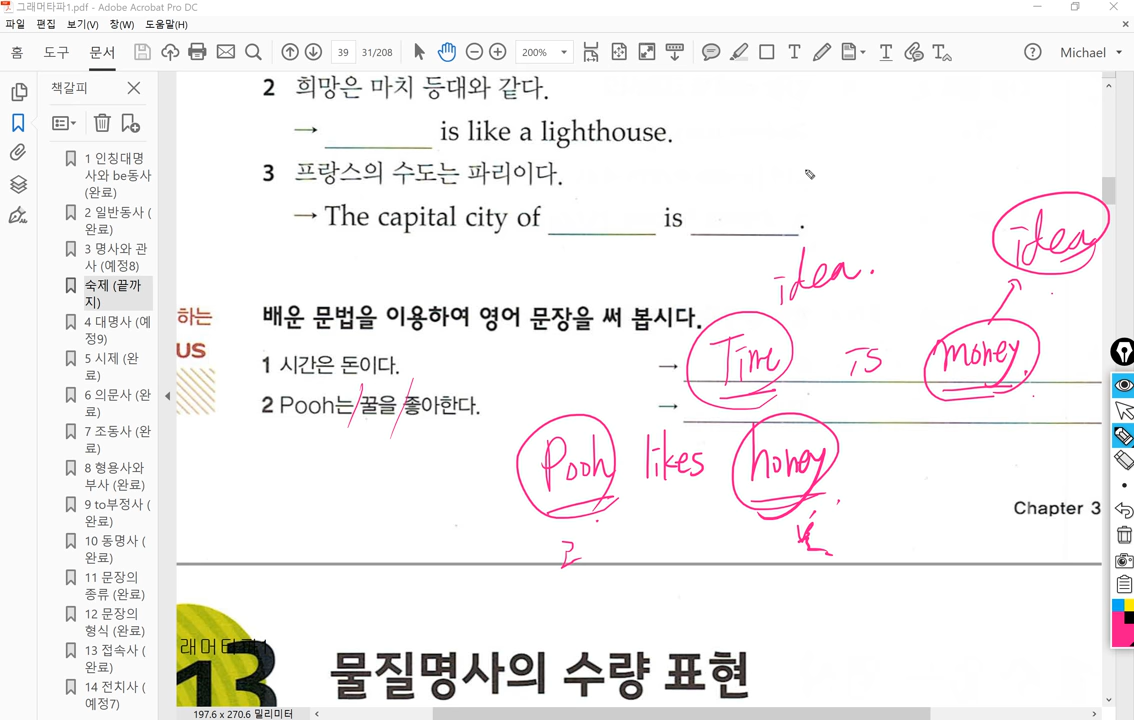 그래머타파1.pdf - Adobe Acrobat Pro DC
파일 편집 보기(V) 창(W) 도움말(H)
홈 도구 문서 39 31/208 200% Michael
책갈피
1 인칭대명
사와 be동사
(완료)
2 일반동사 (
완료)
3 명사와 관
사 (예정8)
숙제 (끝까
지)
4 대명사 (예
정9)
5 시제 (완
료)
6 의문사 (완
료)
7 조동사 (완
료)
8 형용사와
부사 (완료)
9 to부정사 (
완료)
10 동명사 (
완료)
11 문장의
종류 (완료)
12 문장의
형식 (완료)
13 접속사 (
완료)
14 전치사 (
예정7)
2 희망은 마치 등대와 같다.
→ ________ is like a lighthouse.
3 프랑스의 수도는 파리이다.
→ The capital city of ________ is ________.
idea
idea.
하는
US
배운 문법을 이용하여 영어 문장을 써 봅시다.
1 시간은 돈이다. → Time is money.
2 Pooh는 꿀을 좋아한다. →
Pooh likes honey.
Chapter 3
래머타파1
13 물질명사의 수량 표현
197.6 x 270.6 밀리미터